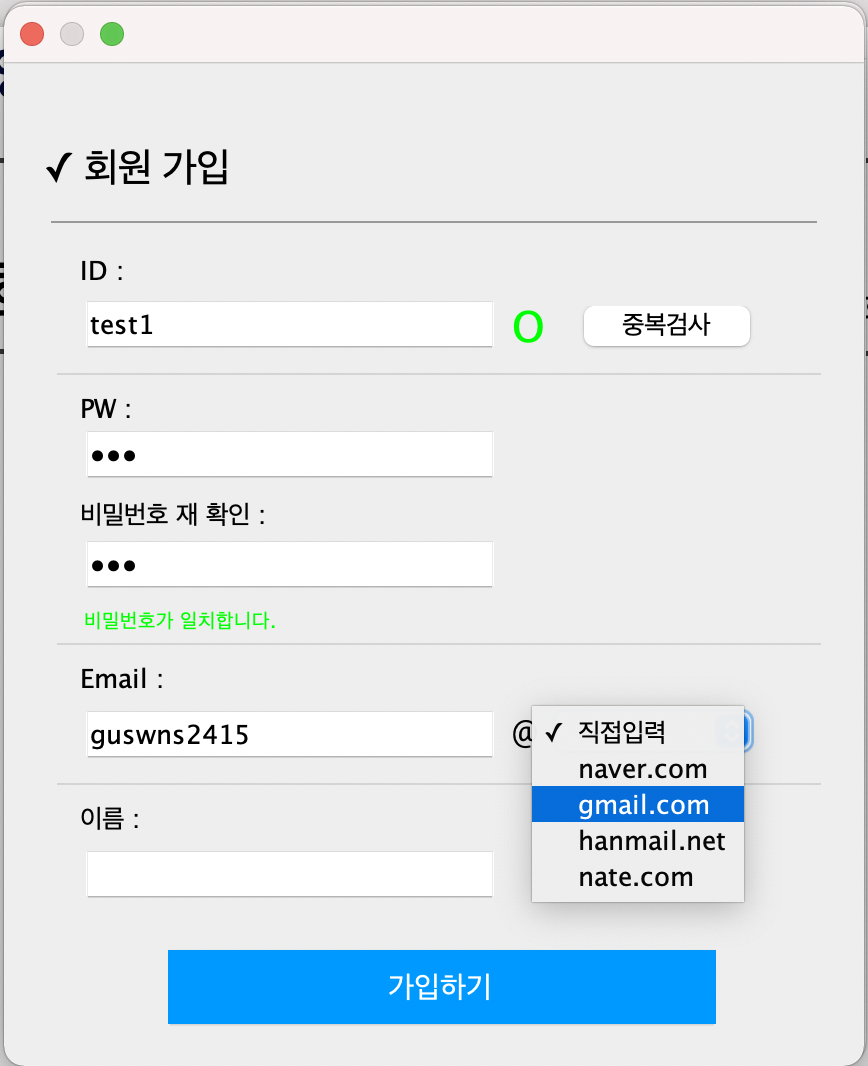 ✓ 회원 가입
ID :
test1 O 중복검사
PW :
●●●
비밀번호 재 확인 :
●●●
비밀번호가 일치합니다.
Email :
guswns2415 @ ✓ 직접입력
naver.com
gmail.com
hanmail.net
nate.com
이름 :
가입하기